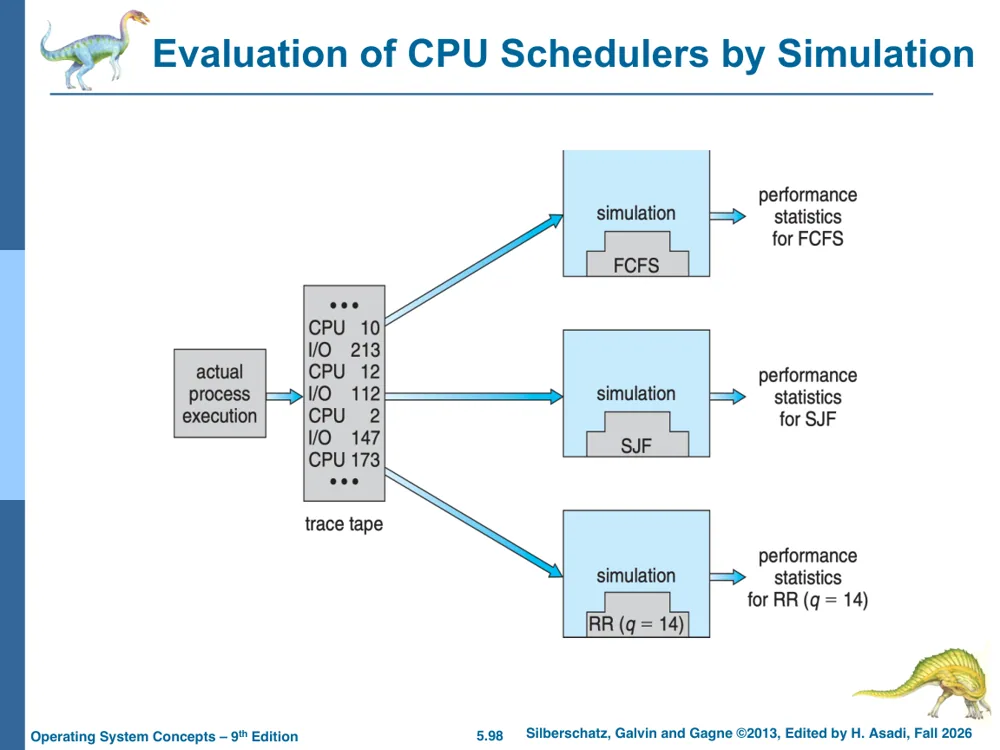 Evaluation of CPU Schedulers by Simulation
actual
process
execution
•••
CPU 10
I/O 213
CPU 12
I/O 112
CPU 2
I/O 147
CPU 173
•••
trace tape
simulation
FCFS
performance
statistics
for FCFS
simulation
SJF
performance
statistics
for SJF
simulation
RR (q = 14)
performance
statistics
for RR (q = 14)
Operating System Concepts – 9th Edition
5.98
Silberschatz, Galvin and Gagne ©2013, Edited by H. Asadi, Fall 2026